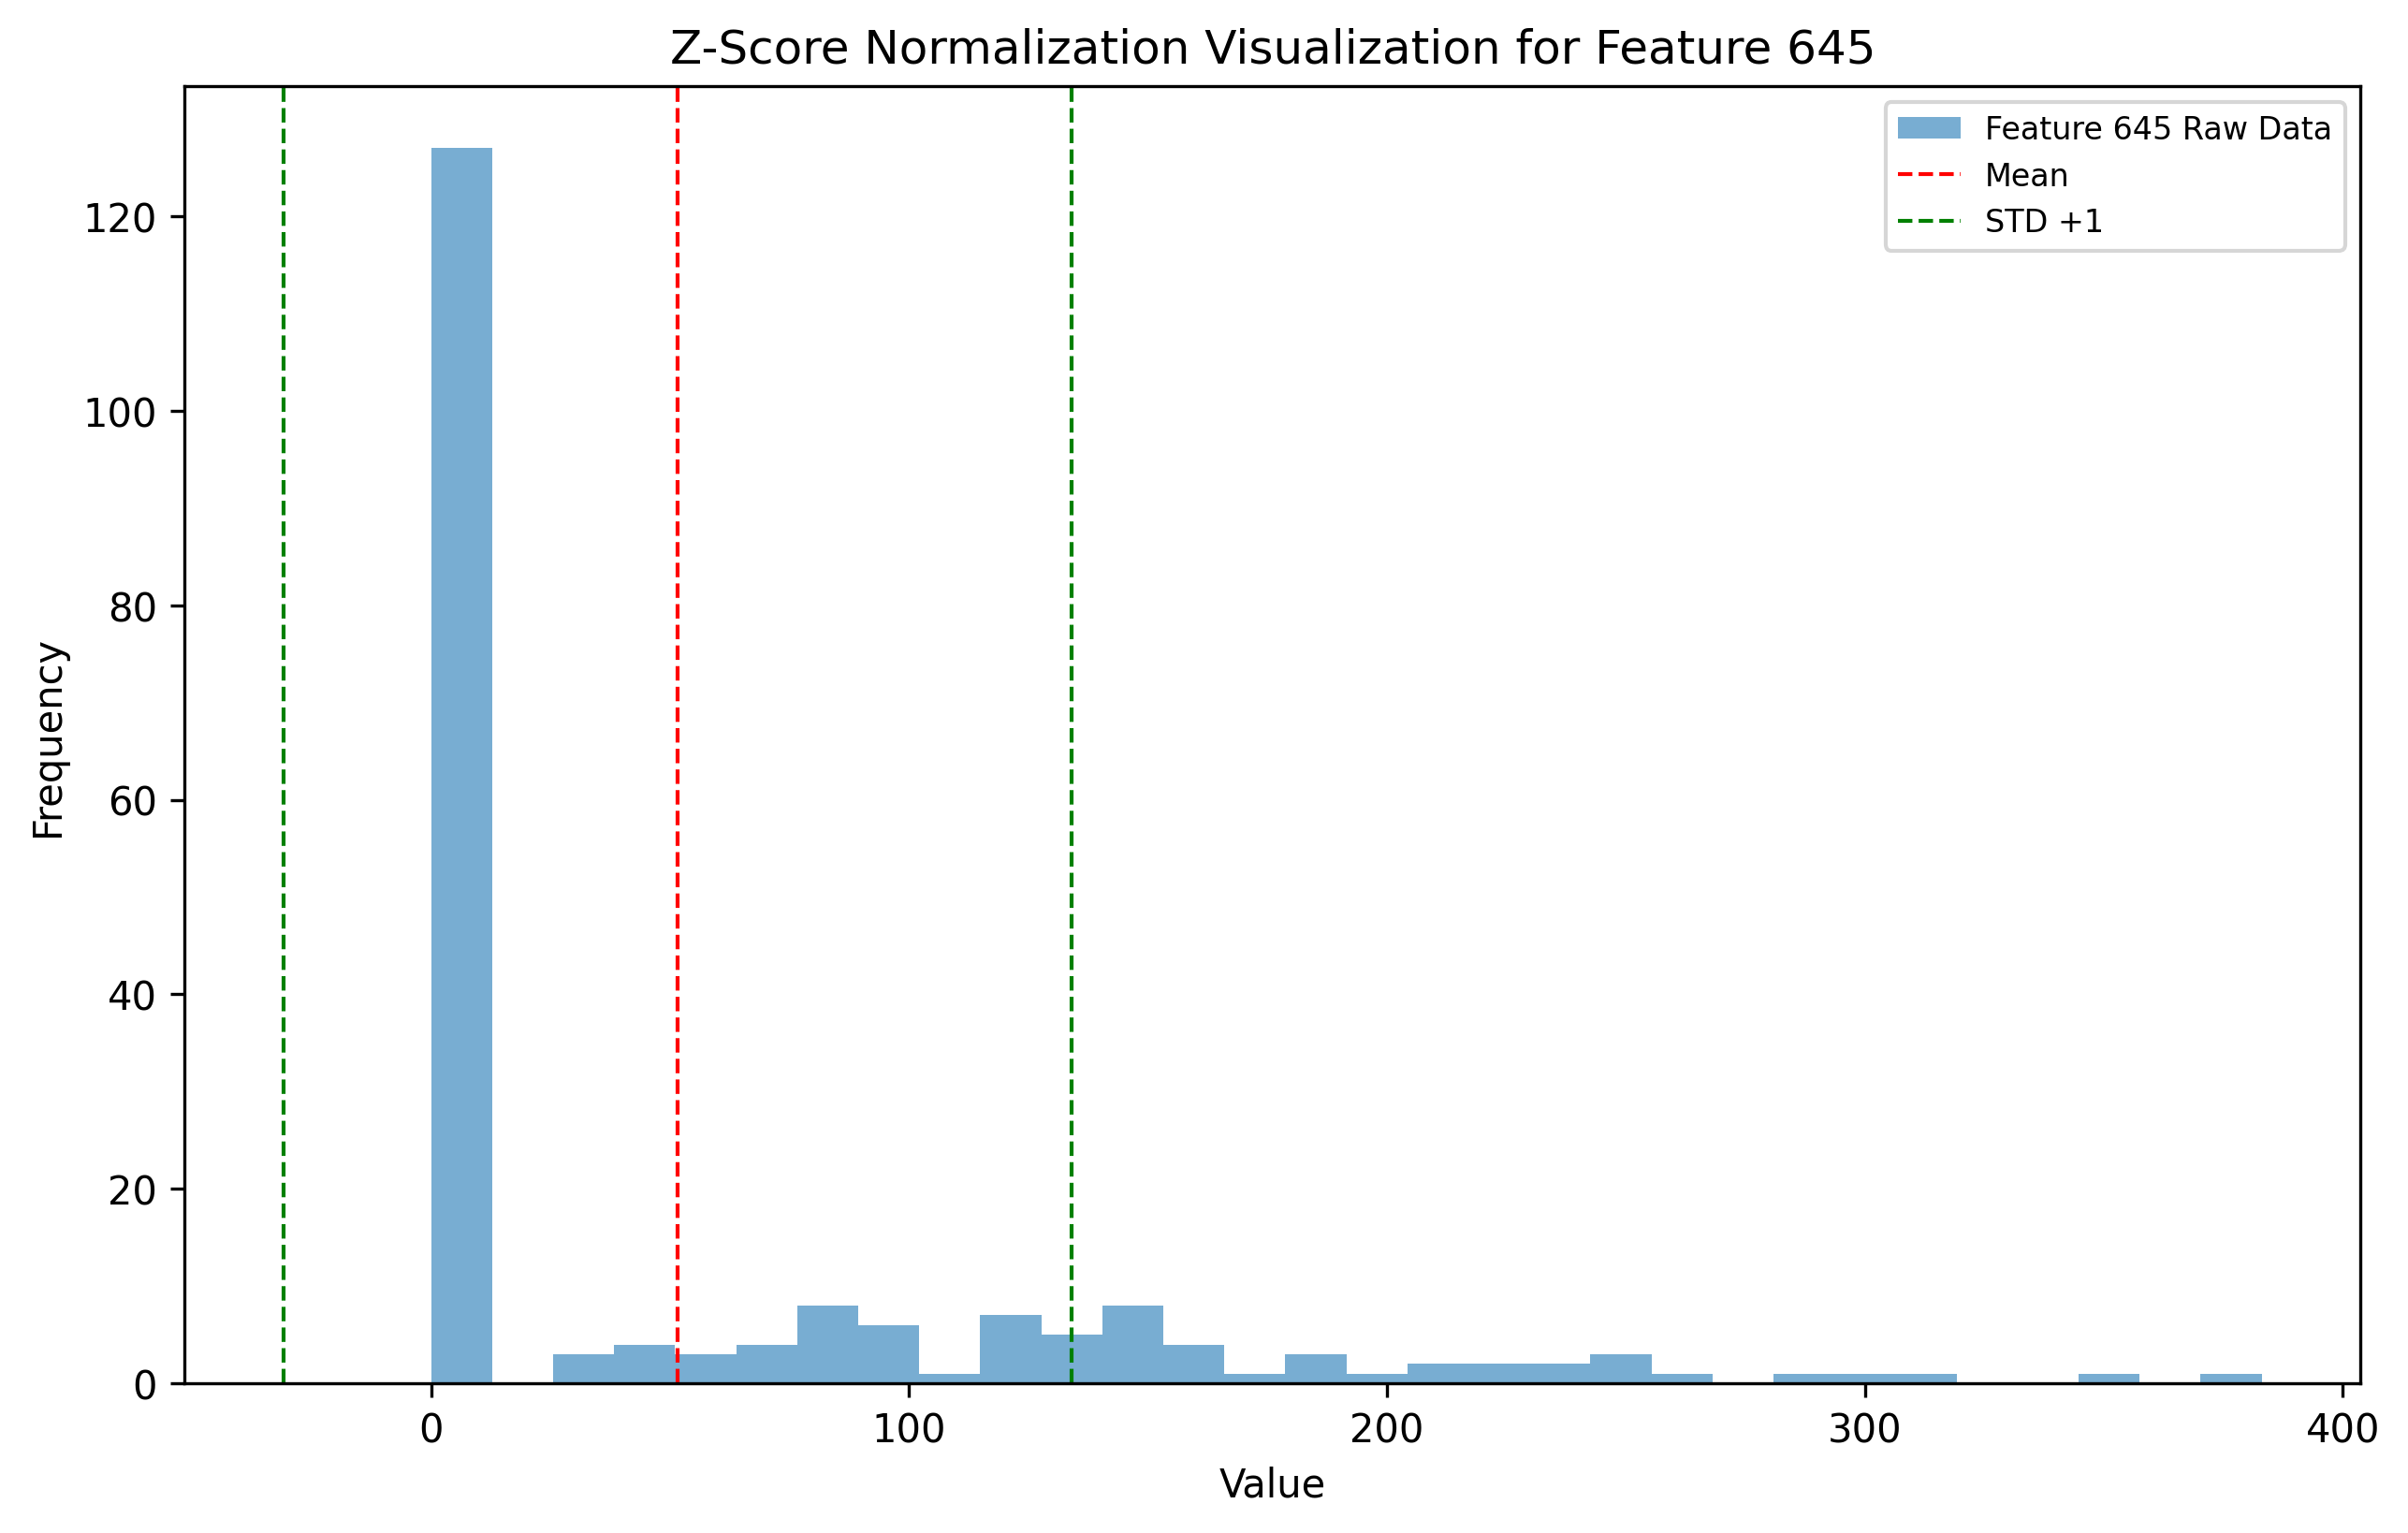 Z-Score Normalization Visualization for Feature 645
Feature 645 Raw Data
Mean
STD +1
Frequency
120
100
80
60
40
20
0
0 100 200 300 400
Value